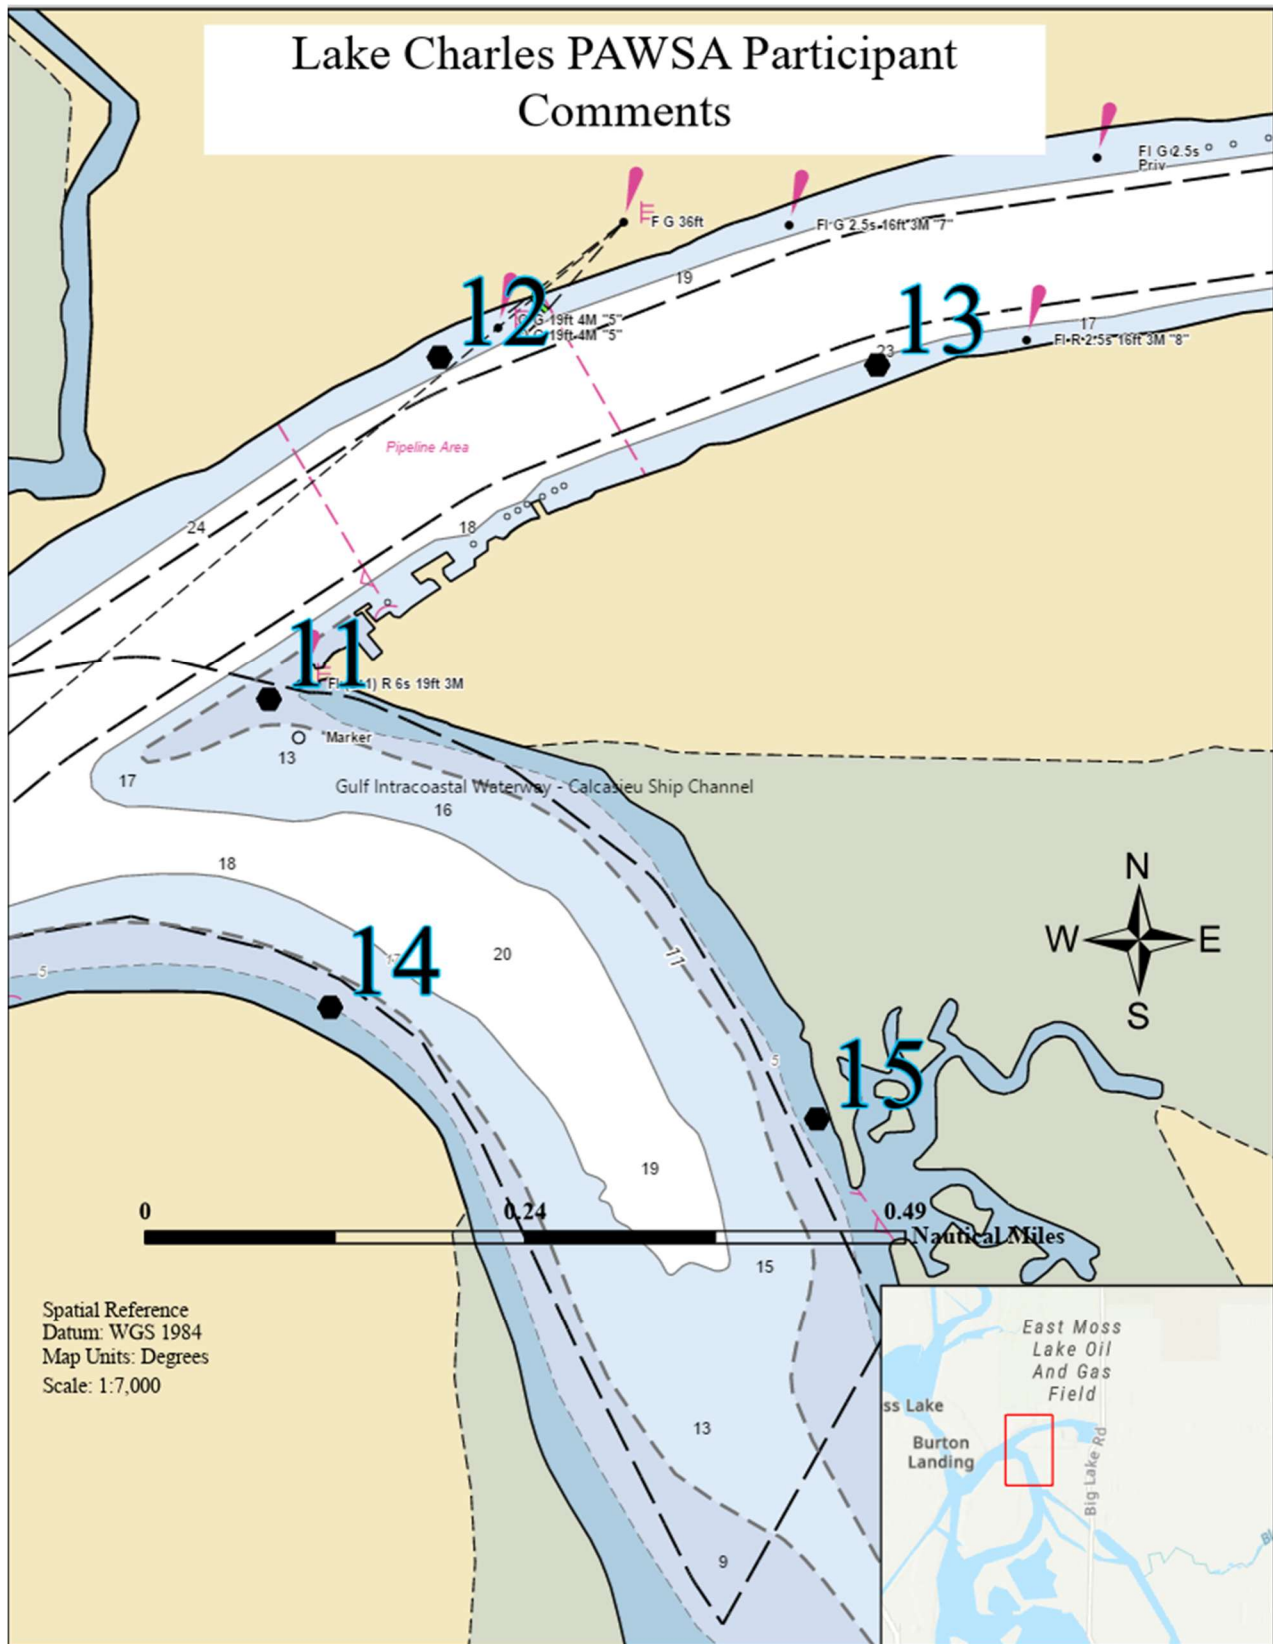 Lake Charles PAWSA Participant
Comments
Fl G 2.5s
Priv
F G 36ft
Fl G 2.5s 16ft 3M "7"
19
12
Q G 19ft 4M "5"
13
17
23
Fl R 2.5s 16ft 3M "8"
Pipeline Area
24
18
11
R 6s 19ft 3M
Marker
13
17
Gulf Intracoastal Waterway - Calcasieu Ship Channel
16
18
N
W
E
S
14
20
11
5
5
15
19
0
0.24
0.49
Nautical Miles
15
Spatial Reference
Datum: WGS 1984
Map Units: Degrees
Scale: 1:7,000
East Moss
Lake Oil
And Gas
Field
ss Lake
Burton
Landing
Big Lake Rd
13
9